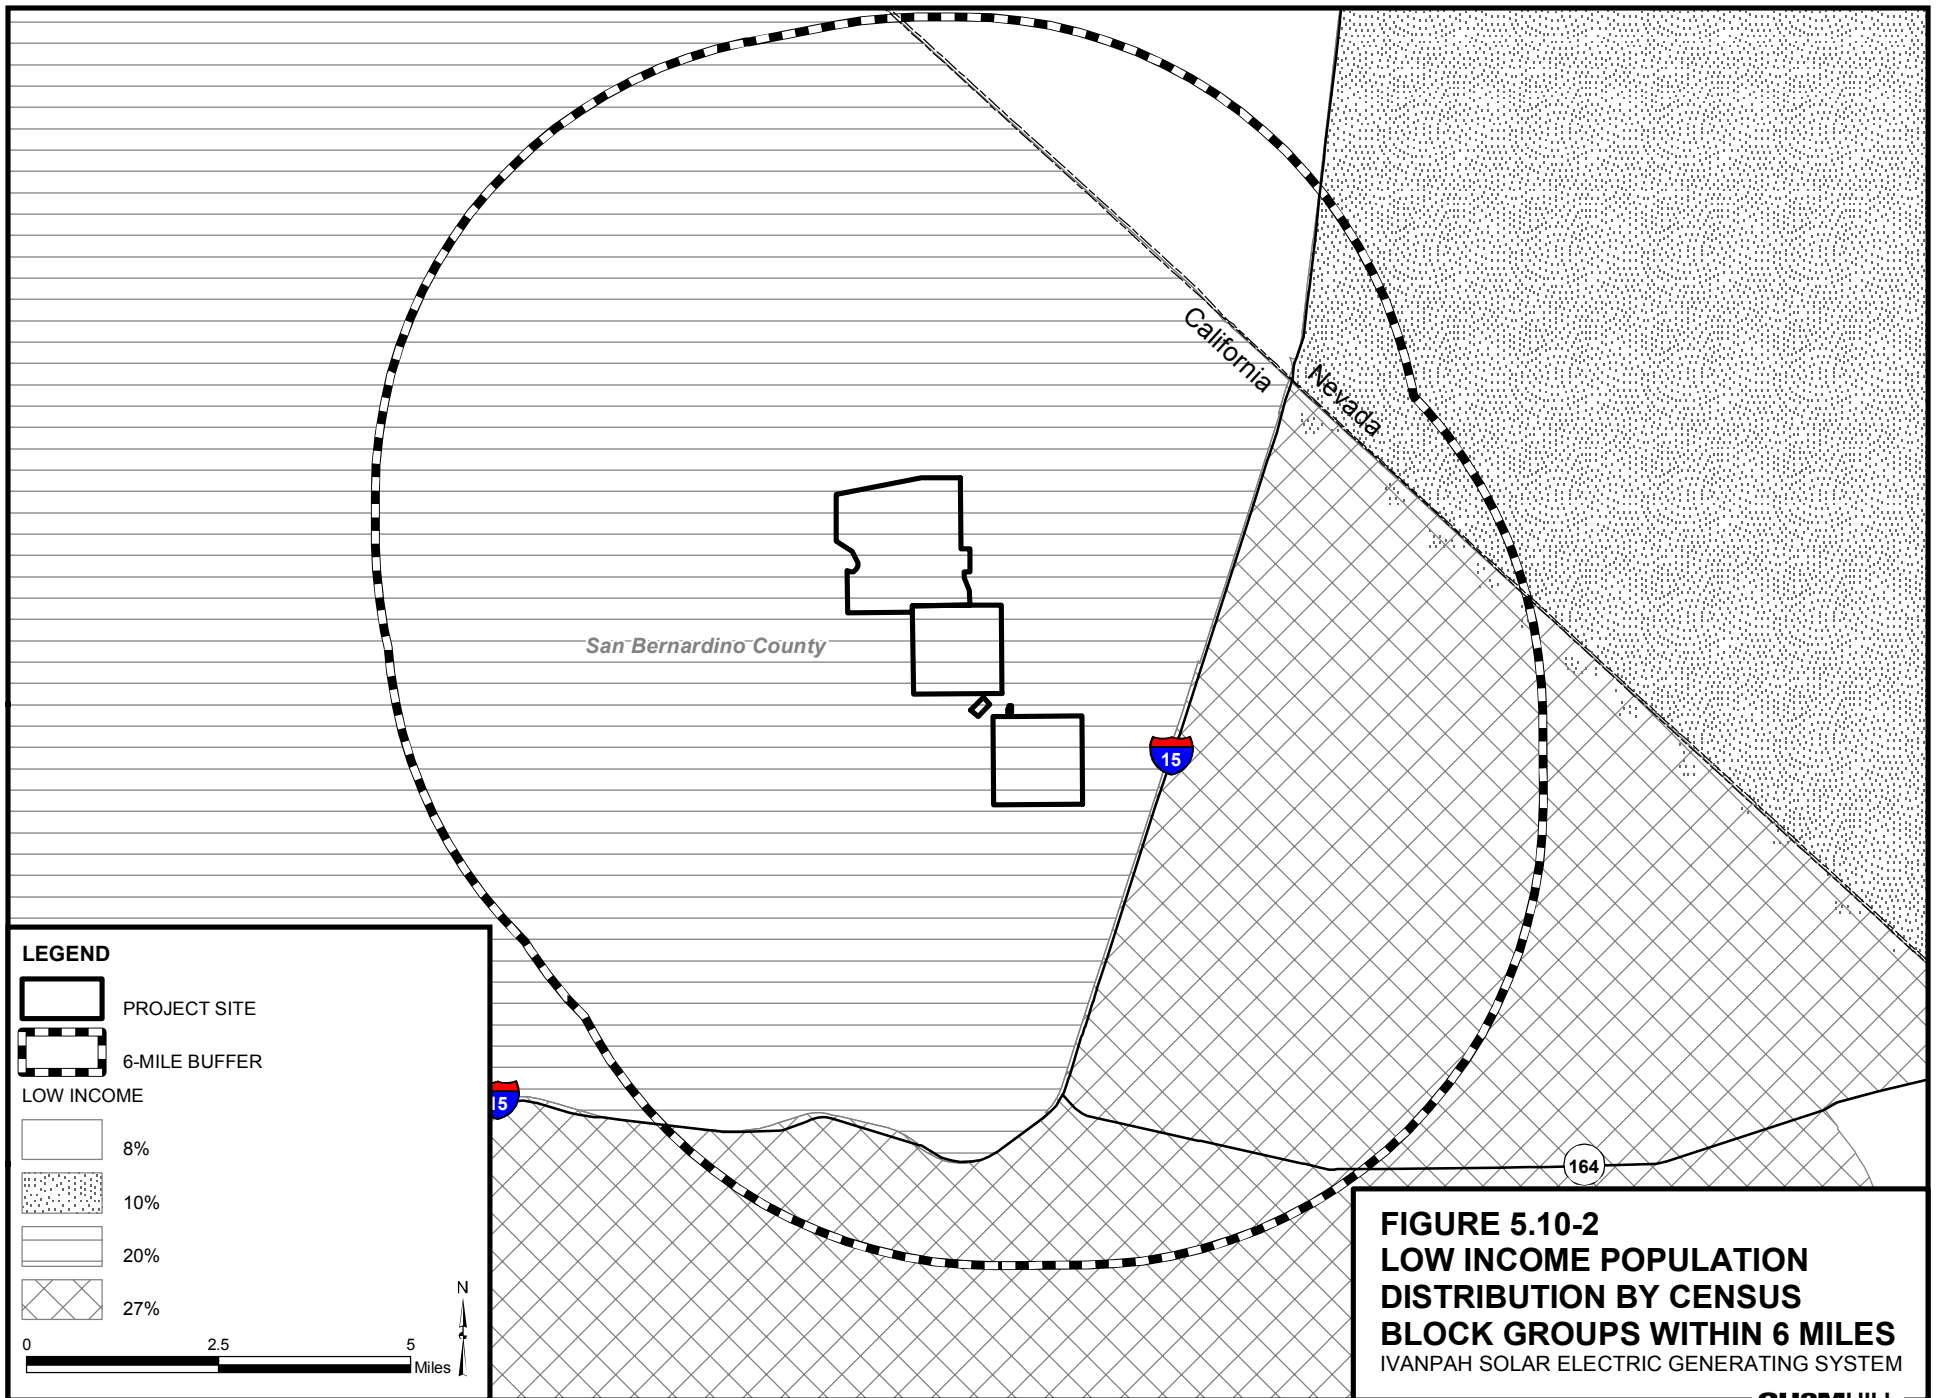 California
Nevada
San Bernardino County
15
LEGEND
PROJECT SITE
6-MILE BUFFER
LOW INCOME
8%
10%
20%
27%
0 2.5 5
Miles
N
15
164
FIGURE 5.10-2
LOW INCOME POPULATION
DISTRIBUTION BY CENSUS
BLOCK GROUPS WITHIN 6 MILES
IVANPAH SOLAR ELECTRIC GENERATING SYSTEM